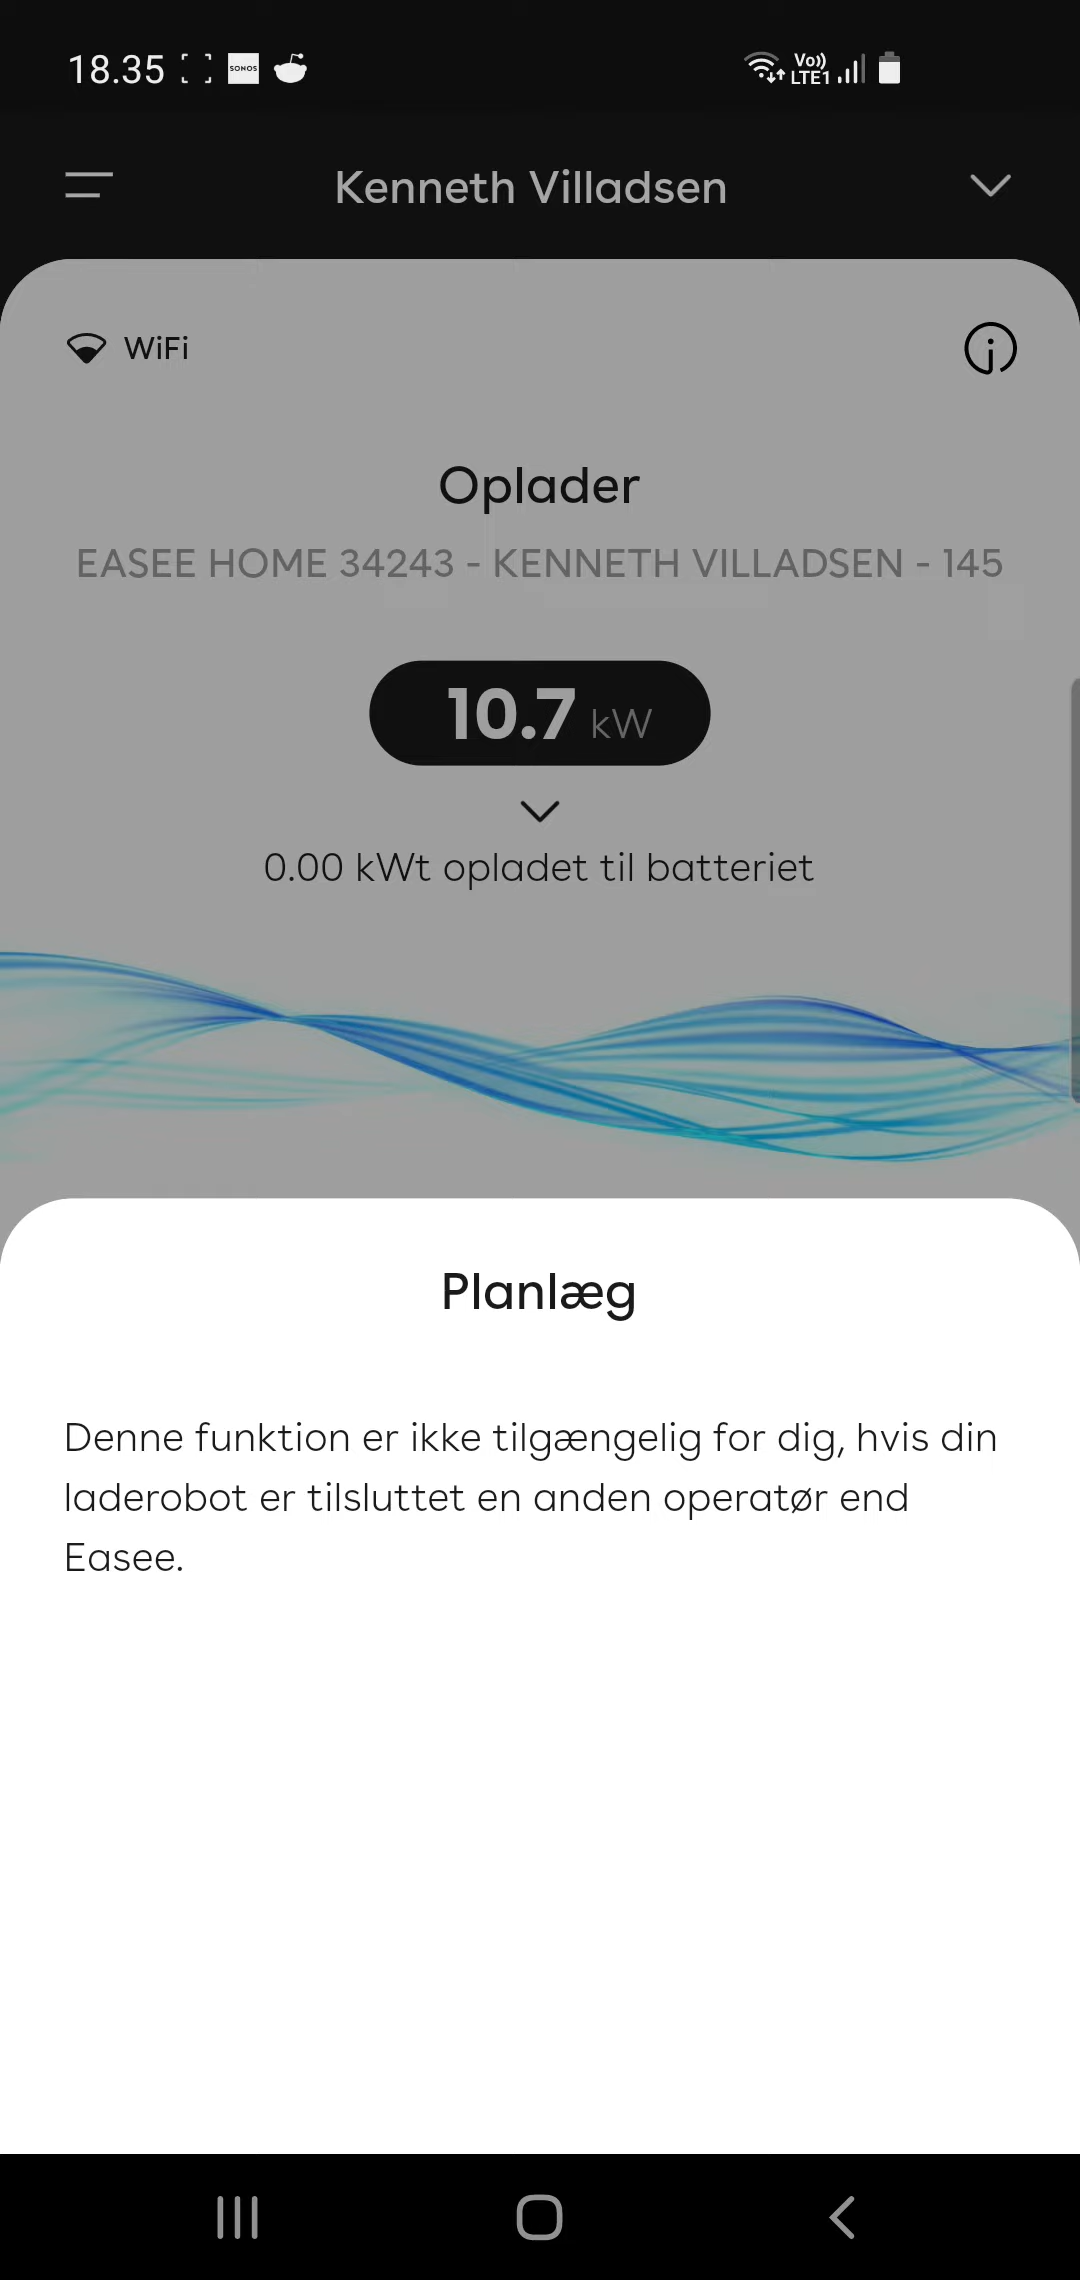 18.35
SONOS
Vo))
LTE1
Kenneth Villadsen
WiFi
Oplader
EASEE HOME 34243 - KENNETH VILLADSEN - 145
10.7 kW
0.00 kWt opladet til batteriet
Planlæg
Denne funktion er ikke tilgængelig for dig, hvis din
laderobot er tilsluttet en anden operatør end
Easee.